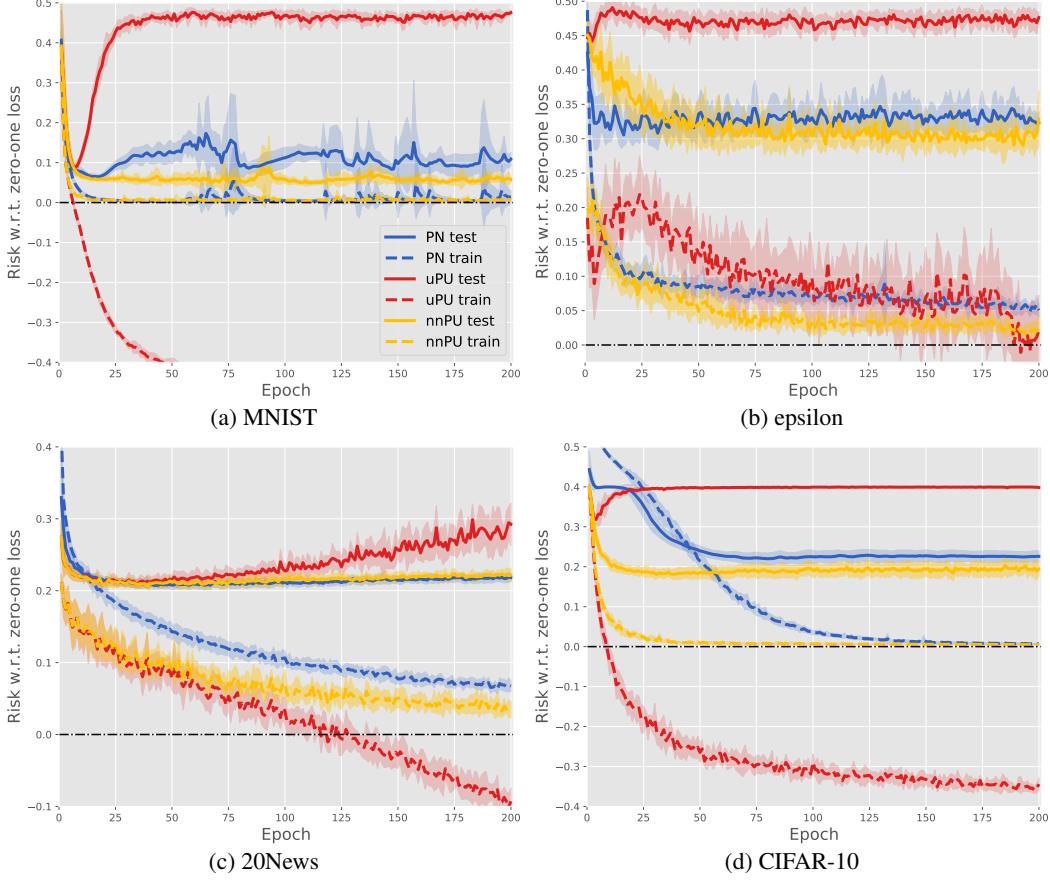 0.5
0.4
0.3
0.2
0.1
0.0
−0.1
−0.2
−0.3
−0.4
Risk w.r.t. zero-one loss
PN test
PN train
uPU test
uPU train
nnPU test
nnPU train
0 25 50 75 100 125 150 175 200
Epoch
(a) MNIST
0.50
0.45
0.40
0.35
0.30
0.25
0.20
0.15
0.10
0.05
0.00
Risk w.r.t. zero-one loss
0 25 50 75 100 125 150 175 200
Epoch
(b) epsilon
0.4
0.3
0.2
0.1
0.0
−0.1
Risk w.r.t. zero-one loss
0 25 50 75 100 125 150 175 200
Epoch
(c) 20News
0.5
0.4
0.3
0.2
0.1
0.0
−0.1
−0.2
−0.3
−0.4
Risk w.r.t. zero-one loss
0 25 50 75 100 125 150 175 200
Epoch
(d) CIFAR-10